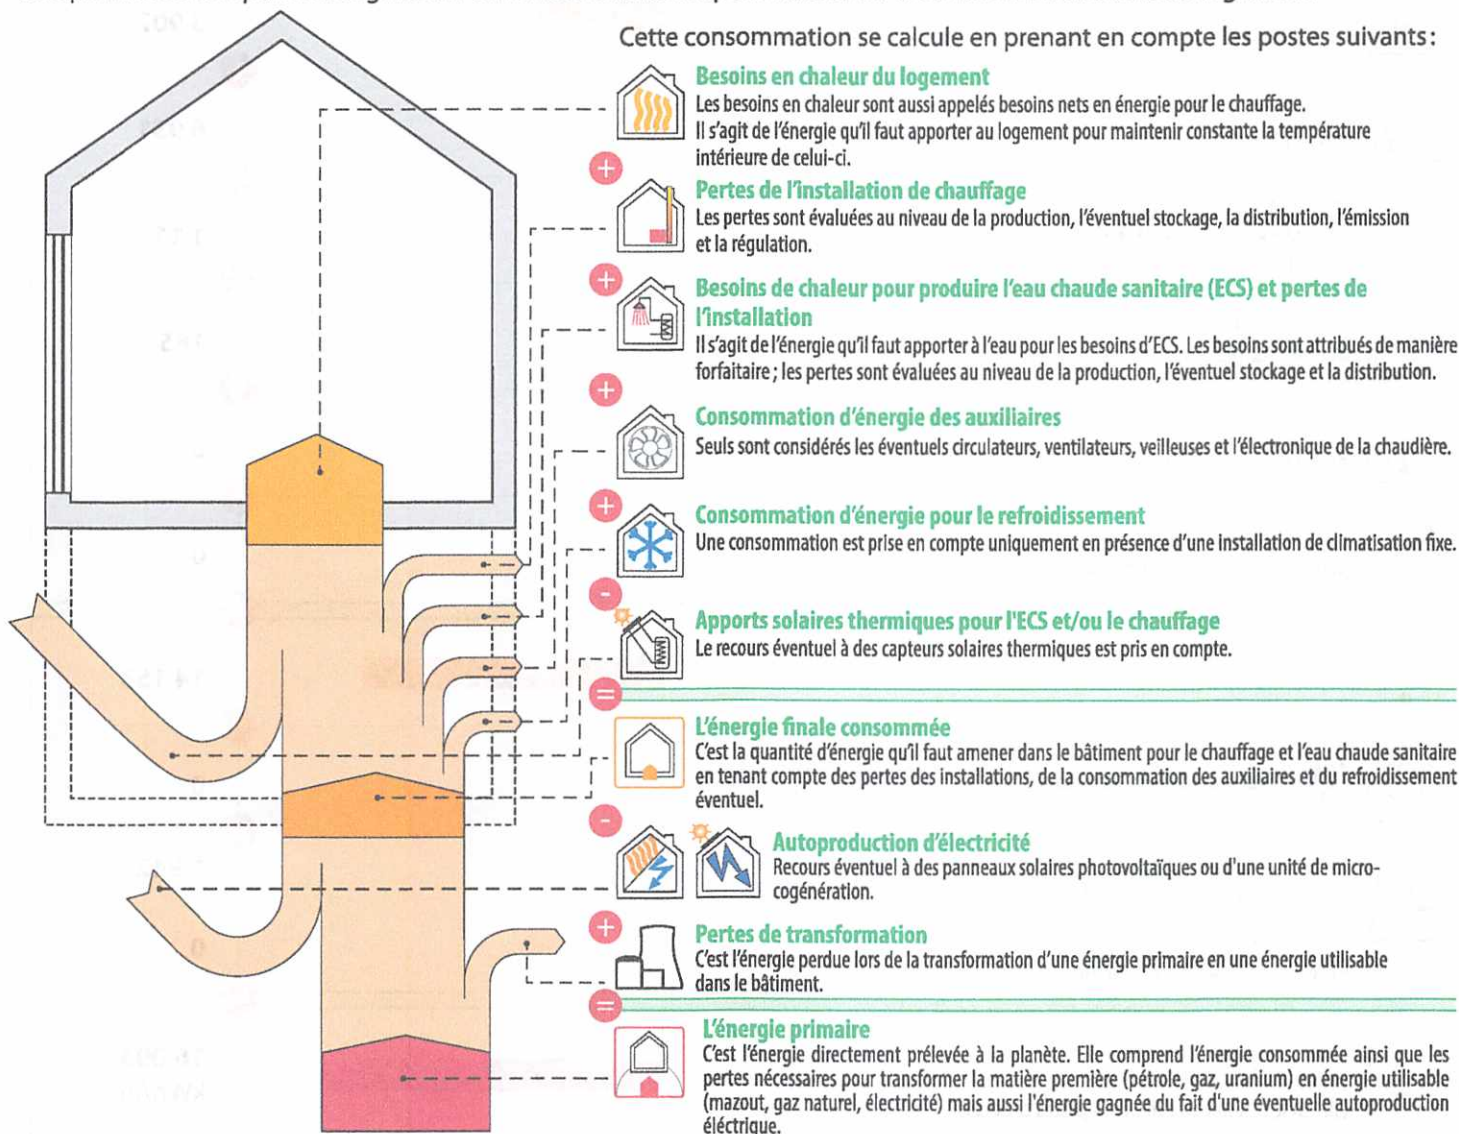 Cette consommation se calcule en prenant en compte les postes suivants :
Besoins en chaleur du logement
Les besoins en chaleur sont aussi appelés besoins nets en énergie pour le chauffage.
Il s'agit de l'énergie qu'il faut apporter au logement pour maintenir constante la température
intérieure de celui-ci.
+
Pertes de l'installation de chauffage
Les pertes sont évaluées au niveau de la production, l'éventuel stockage, la distribution, l'émission
et la régulation.
+
Besoins de chaleur pour produire l'eau chaude sanitaire (ECS) et pertes de
l'installation
Il s'agit de l'énergie qu'il faut apporter à l'eau pour les besoins d'ECS. Les besoins sont attribués de manière
forfaitaire ; les pertes sont évaluées au niveau de la production, l'éventuel stockage et la distribution.
+
Consommation d'énergie des auxiliaires
Seuls sont considérés les éventuels circulateurs, ventilateurs, veilleuses et l'électronique de la chaudière.
+
Consommation d'énergie pour le refroidissement
Une consommation est prise en compte uniquement en présence d'une installation de climatisation fixe.
-
Apports solaires thermiques pour l'ECS et/ou le chauffage
Le recours éventuel à des capteurs solaires thermiques est pris en compte.
=
L'énergie finale consommée
C'est la quantité d'énergie qu'il faut amener dans le bâtiment pour le chauffage et l'eau chaude sanitaire
en tenant compte des pertes des installations, de la consommation des auxiliaires et du refroidissement
éventuel.
-
Autoproduction d'électricité
Recours éventuel à des panneaux solaires photovoltaïques ou d'une unité de micro-
cogénération.
+
Pertes de transformation
C'est l'énergie perdue lors de la transformation d'une énergie primaire en une énergie utilisable
dans le bâtiment.
=
L'énergie primaire
C'est l'énergie directement prélevée à la planète. Elle comprend l'énergie consommée ainsi que les
pertes nécessaires pour transformer la matière première (pétrole, gaz, uranium) en énergie utilisable
(mazout, gaz naturel, électricité) mais aussi l'énergie gagnée du fait d'une éventuelle autoproduction
éléctrique.